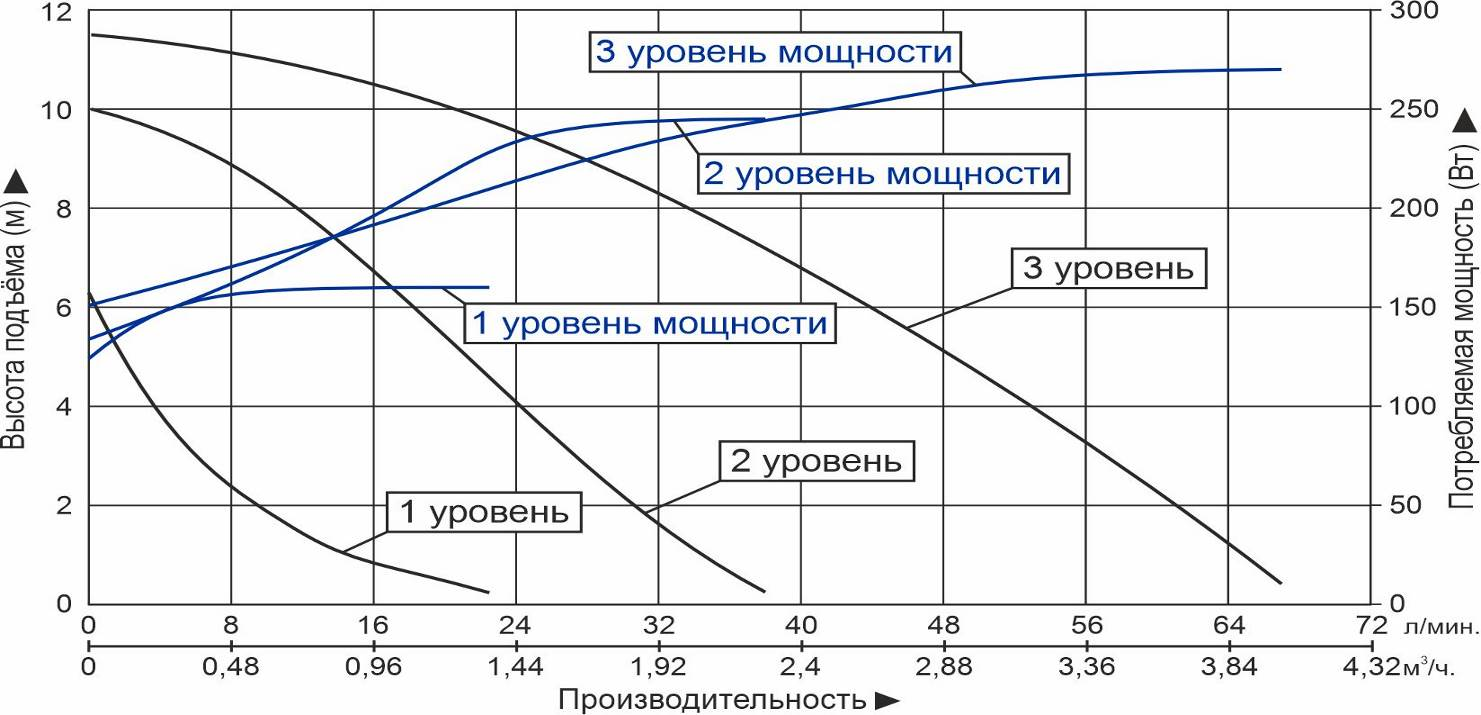 12
10
8
6
4
2
0
Высота подъёма (м)
3 уровень мощности
2 уровень мощности
1 уровень мощности
3 уровень
2 уровень
1 уровень
300
250
200
150
100
50
0
Потребляемая мощность (Вт)
0 8 16 24 32 40 48 56 64 72 л/мин.
0 0,48 0,96 1,44 1,92 2,4 2,88 3,36 3,84 4,32м³/ч.
Производительность